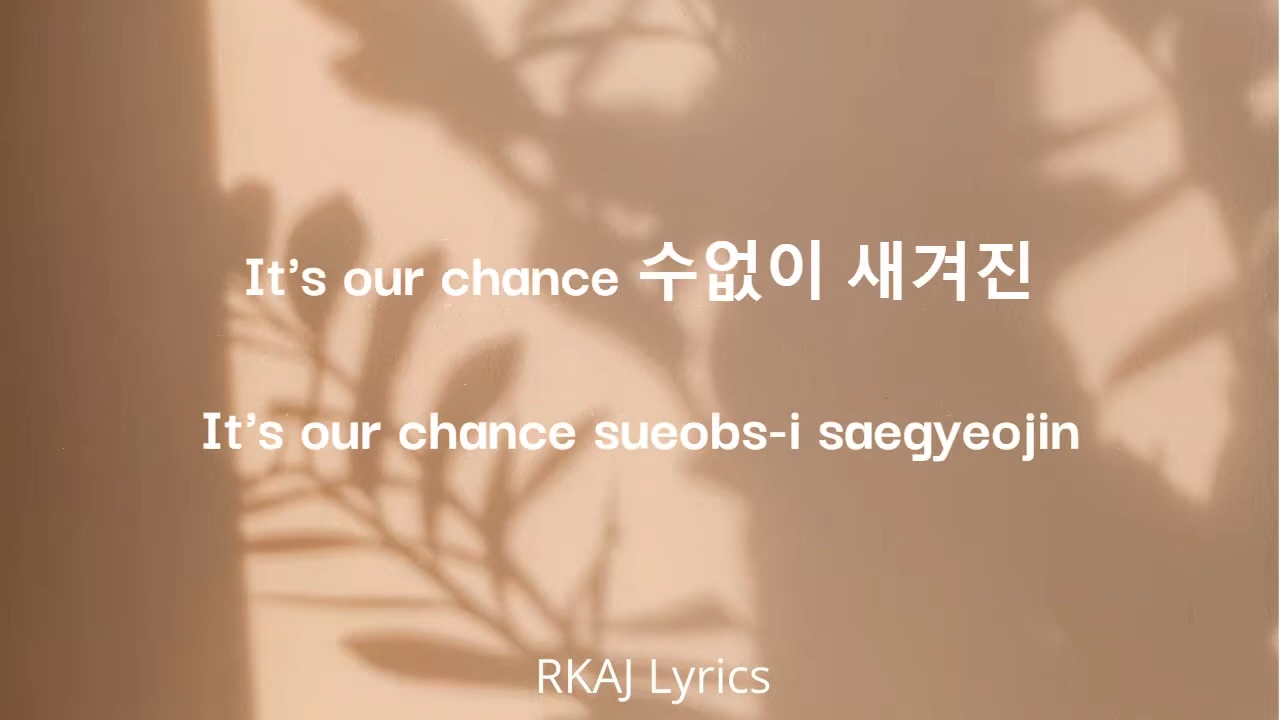 It's our chance 수없이 새겨진
It's our chance sueobs-i saegyeojin
RKAJ Lyrics